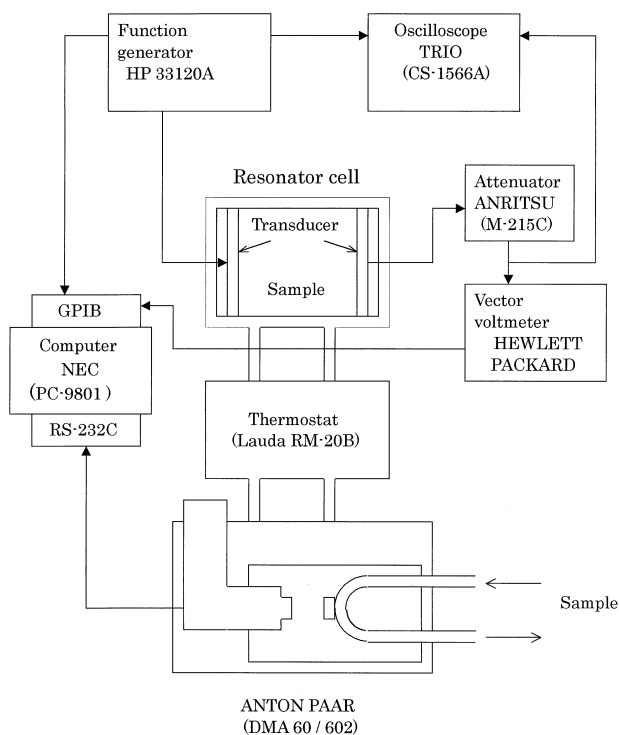 Function
generator
HP 33120A
Oscilloscope
TRIO
(CS-1566A)
Resonator cell
Attenuator
ANRITSU
(M-215C)
Transducer
Sample
GPIB
Computer
NEC
(PC-9801 )
RS-232C
Vector
voltmeter
HEWLETT
PACKARD
Thermostat
(Lauda RM-20B)
Sample
ANTON PAAR
(DMA 60 / 602)